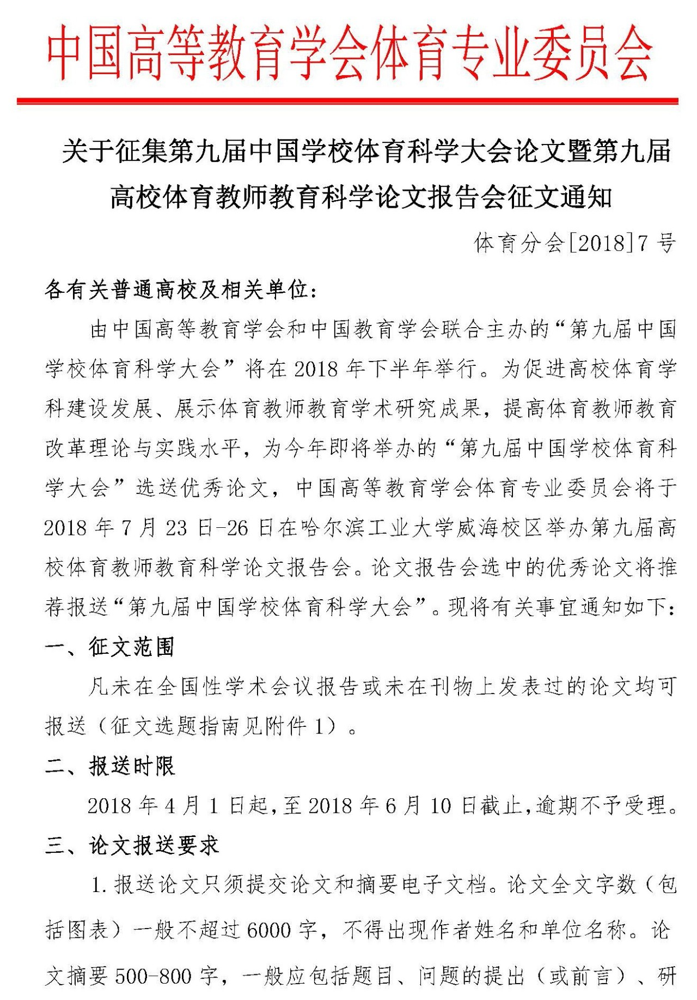 中国高等教育学会体育专业委员会
关于征集第九届中国学校体育科学大会论文暨第九届
高校体育教师教育科学论文报告会征文通知
体育分会[2018]7 号
各有关普通高校及相关单位：
由中国高等教育学会和中国教育学会联合主办的“第九届中国
学校体育科学大会”将在 2018 年下半年举行。为促进高校体育学
科建设发展、展示体育教师教育学术研究成果，提高体育教师教育
改革理论与实践水平，为今年即将举办的“第九届中国学校体育科
学大会”选送优秀论文，中国高等教育学会体育专业委员会将于
2018 年 7 月 23 日-26 日在哈尔滨工业大学威海校区举办第九届高
校体育教师教育科学论文报告会。论文报告会选中的优秀论文将推
荐报送“第九届中国学校体育科学大会”。现将有关事宜通知如下：
一、征文范围
凡未在全国性学术会议报告或未在刊物上发表过的论文均可
报送（征文选题指南见附件 1）。
二、报送时限
2018 年 4 月 1 日起，至 2018 年 6 月 10 日截止，逾期不予受理。
三、论文报送要求
1. 报送论文只须提交论文和摘要电子文档。论文全文字数（包
括图表）一般不超过 6000 字，不得出现作者姓名和单位名称。论
文摘要 500-800 字，一般应包括题目、问题的提出（或前言）、研